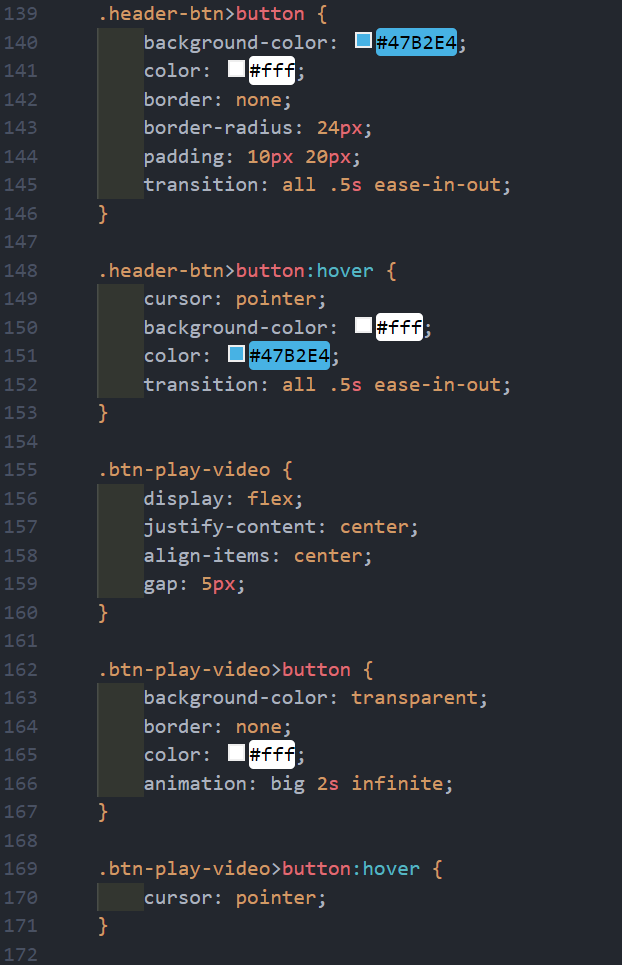 139 .header-btn>button {
140 background-color: #47B2E4;
141 color: #fff;
142 border: none;
143 border-radius: 24px;
144 padding: 10px 20px;
145 transition: all .5s ease-in-out;
146 }
147
148 .header-btn>button:hover {
149 cursor: pointer;
150 background-color: #fff;
151 color: #47B2E4;
152 transition: all .5s ease-in-out;
153 }
154
155 .btn-play-video {
156 display: flex;
157 justify-content: center;
158 align-items: center;
159 gap: 5px;
160 }
161
162 .btn-play-video>button {
163 background-color: transparent;
164 border: none;
165 color: #fff;
166 animation: big 2s infinite;
167 }
168
169 .btn-play-video>button:hover {
170 cursor: pointer;
171 }
172